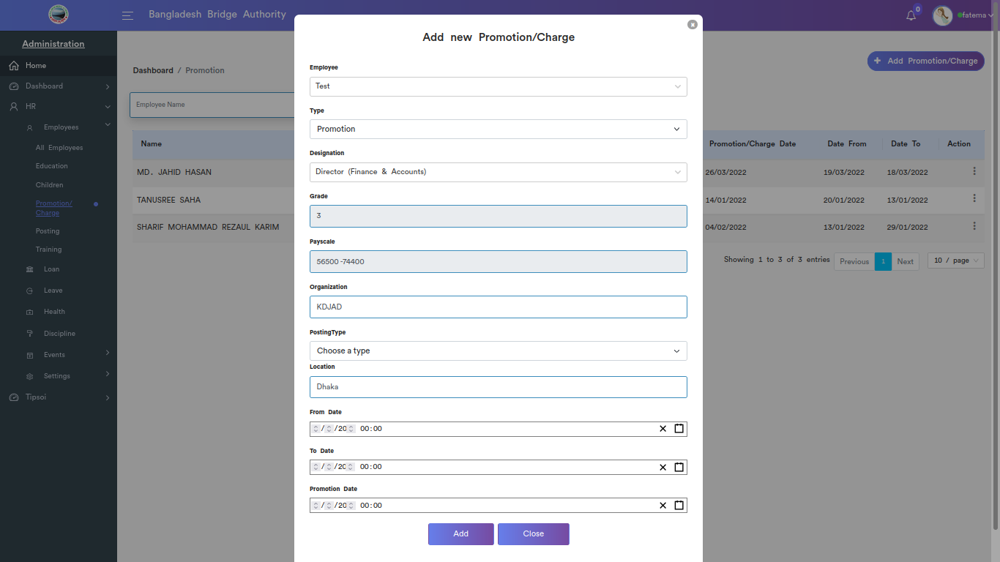 Bangladesh Bridge Authority
0
fatema
Administration
Home
Dashboard
HR
Employees
All Employees
Education
Children
Promotion/
Charge
Posting
Training
Loan
Leave
Health
Discipline
Events
Settings
Tipsoi
Dashboard / Promotion
+ Add Promotion/Charge
Employee Name
Name
Promotion/Charge Date
Date From
Date To
Action
MD. JAHID HASAN
26/03/2022
19/03/2022
18/03/2022
TANUSREE SAHA
14/01/2022
20/01/2022
13/01/2022
SHARIF MOHAMMAD REZAUL KARIM
04/02/2022
13/01/2022
29/01/2022
Showing 1 to 3 of 3 entries
Previous
1
Next
10 / page
Add new Promotion/Charge
Employee
Test
Type
Promotion
Designation
Director (Finance & Accounts)
Grade
3
Payscale
56500 -74400
Organization
KDJAD
PostingType
Choose a type
Location
Dhaka
From Date
/ /20 00:00
To Date
/ /20 00:00
Promotion Date
/ /20 00:00
Add
Close